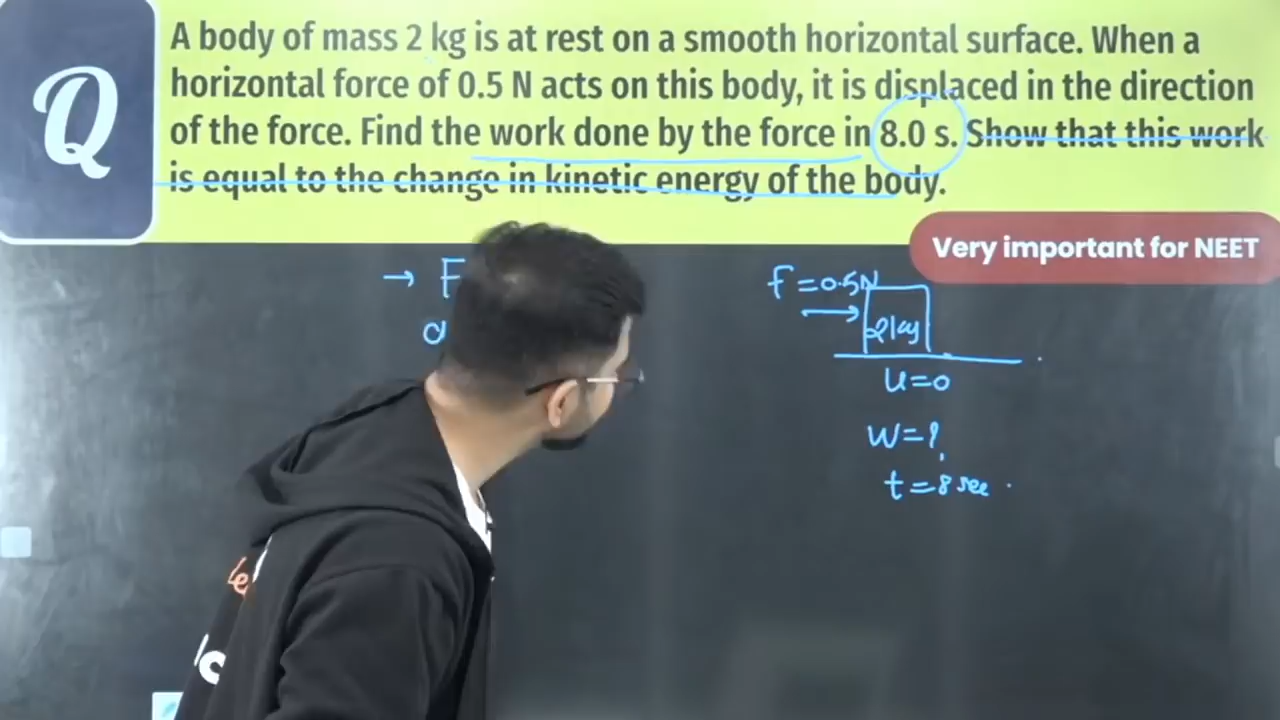 Q
A body of mass 2 kg is at rest on a smooth horizontal surface. When a
horizontal force of 0.5 N acts on this body, it is displaced in the direction
of the force. Find the work done by the force in 8.0 s. Show that this work
is equal to the change in kinetic energy of the body.
Very important for NEET
→ F
F = 0.5N
→
2kg
u=0
W=?
t=8 sec